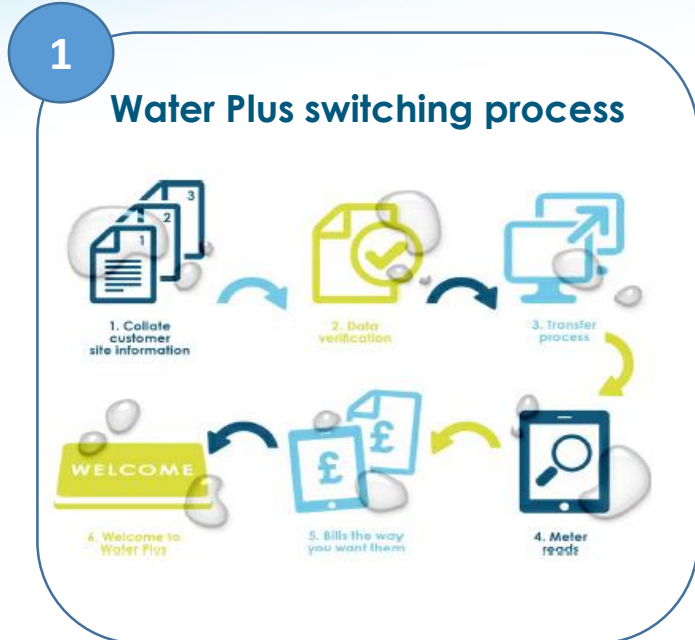 1
Water Plus switching process
3
2
1
1. Collate
customer
site information
2. Data
verification
3. Transfer
process
WELCOME
£
£
6. Welcome to
Water Plus
5. Bills the way
you want them
4. Meter
reads